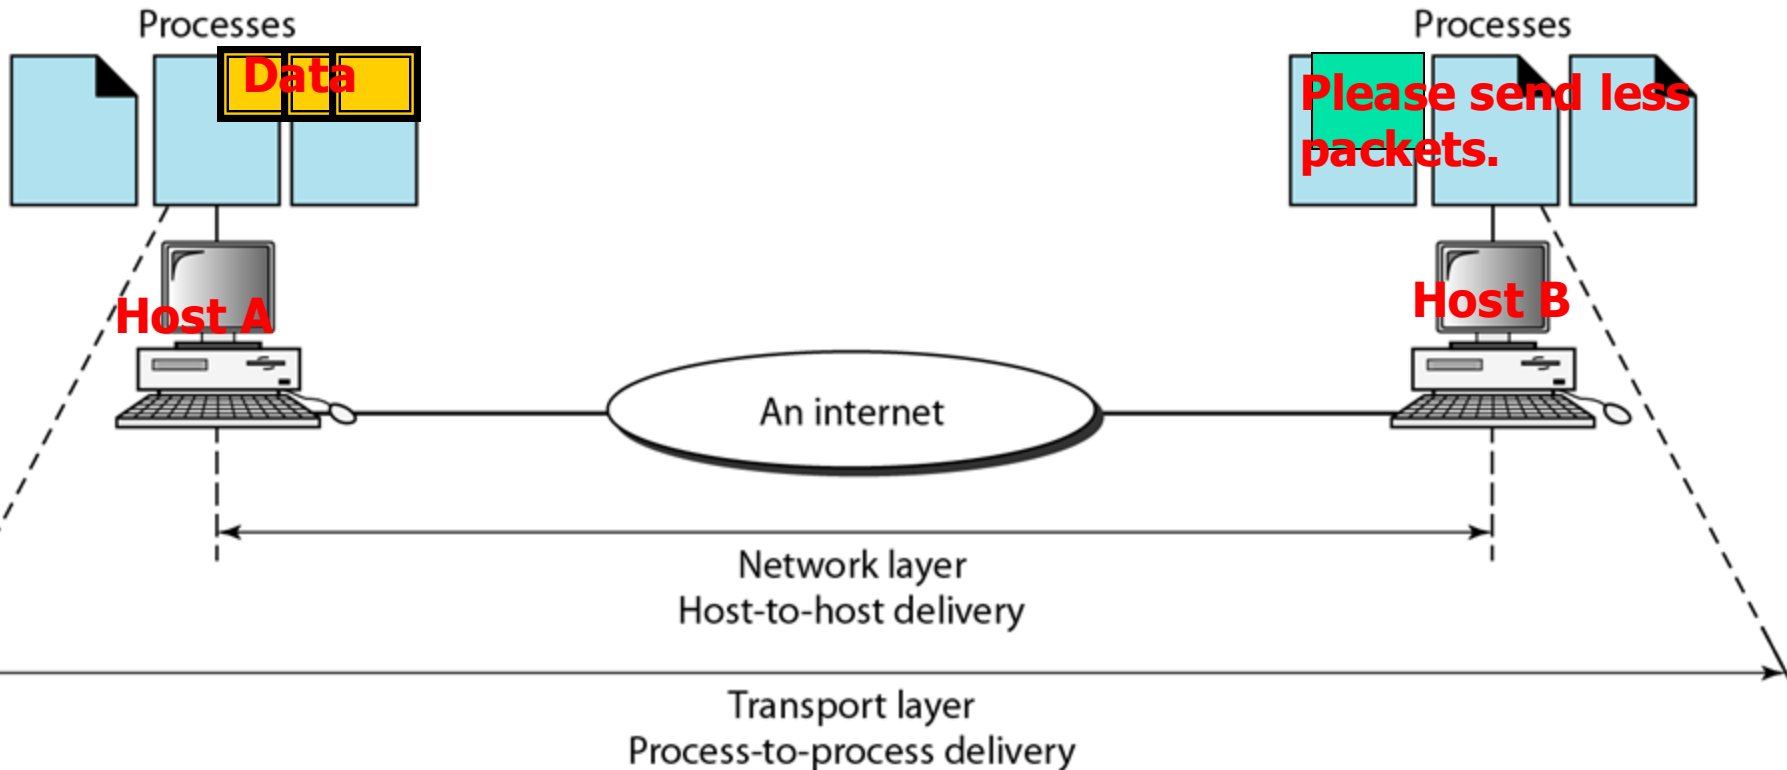 Processes
Processes
Data
Please send less
packets.
Host A
Host B
An internet
Network layer
Host-to-host delivery
Transport layer
Process-to-process delivery